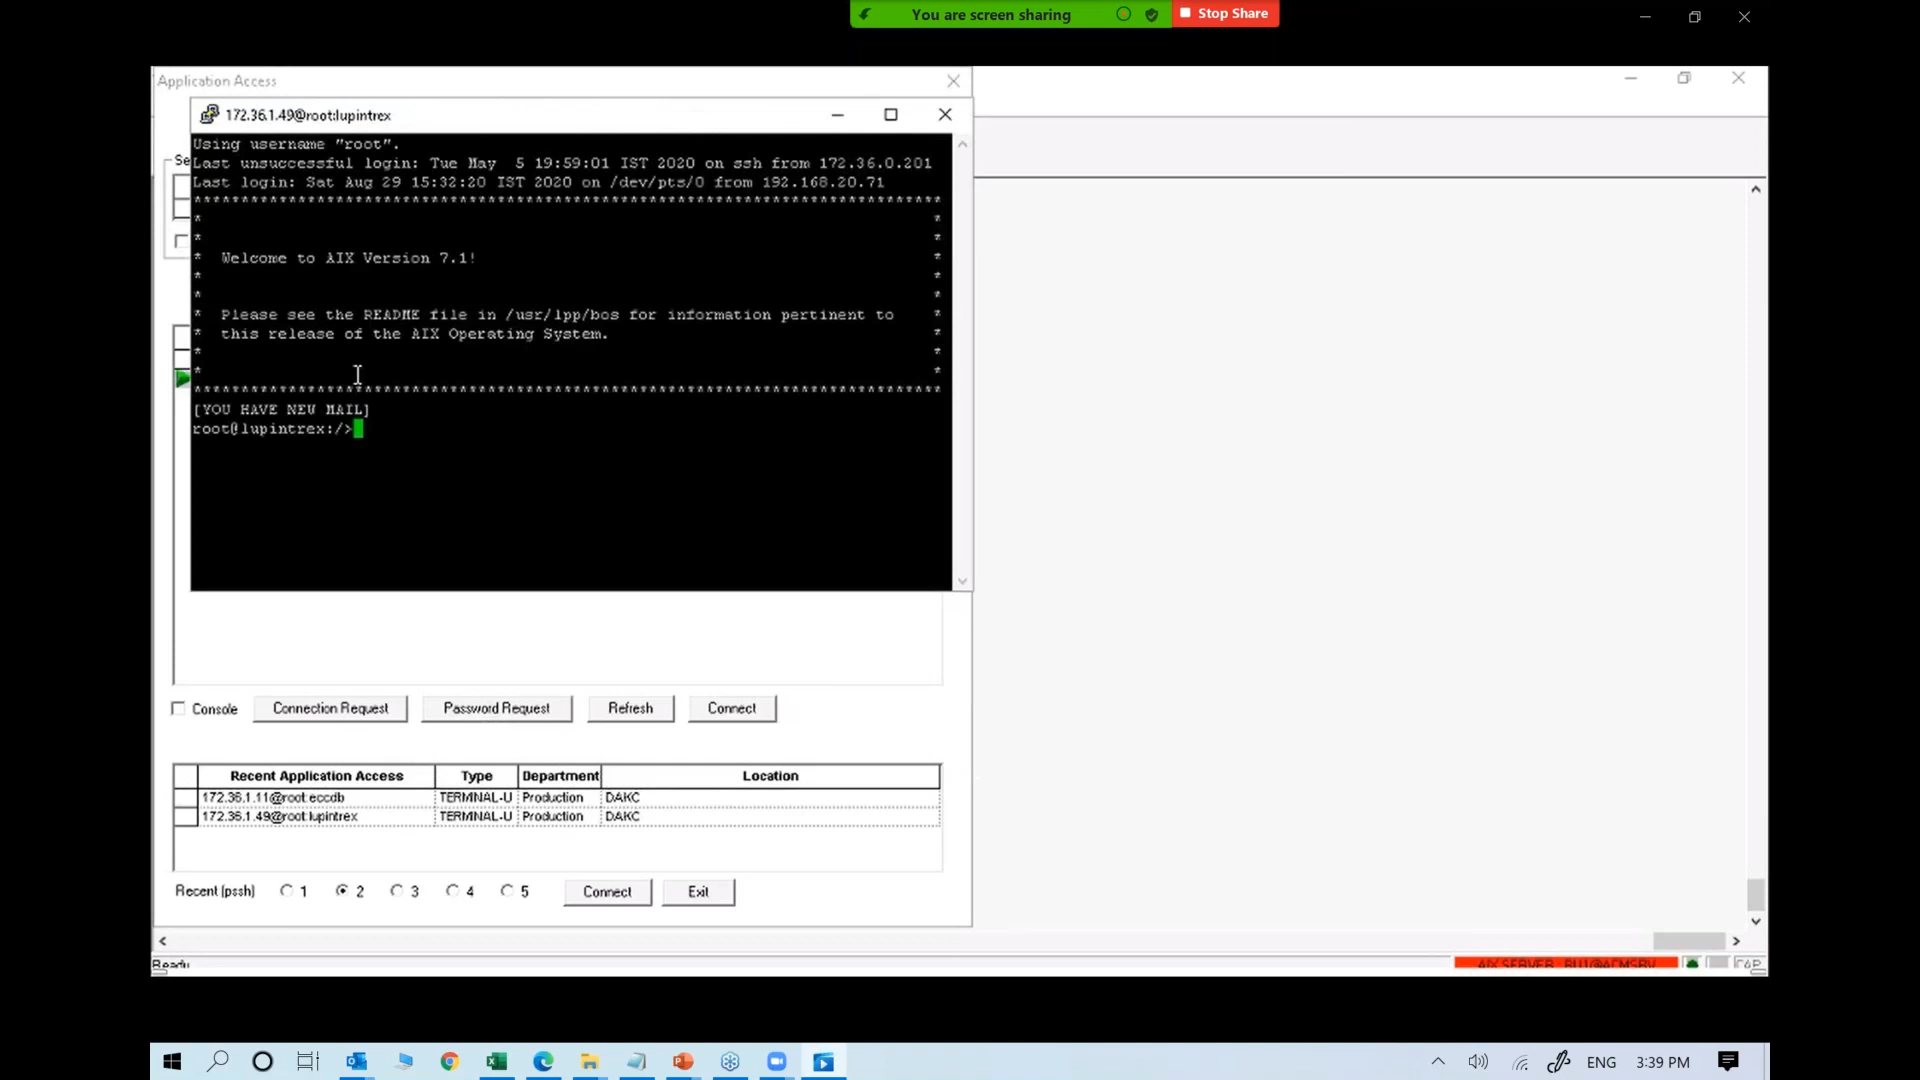 You are screen sharing
Stop Share
Application Access
172.36.1.49@root:lupintrex
Se
Using username "root".
Last unsuccessful login: Tue May  5 19:59:01 IST 2020 on ssh from 172.36.0.201
Last login: Sat Aug 29 15:32:20 IST 2020 on /dev/pts/0 from 192.168.20.71
*******************************************************************************
*                                                                             *
*                                                                             *
*  Welcome to AIX Version 7.1!                                                *
*                                                                             *
*                                                                             *
*  Please see the README file in /usr/lpp/bos for information pertinent to    *
*  this release of the AIX Operating System.                                  *
*                                                                             *
*                                                                             *
*******************************************************************************
[YOU HAVE NEW MAIL]
root@lupintrex:/>
Console
Connection Request
Password Request
Refresh
Connect
Recent Application Access Type Department Location
172.36.1.11@root:eccdb TERMNAL-U Production DAKC
172.36.1.49@root:lupintrex TERMNAL-U Production DAKC
Recent (pssh) 1 2 3 4 5 Connect Exit
Ready
CAP
ENG 3:39 PM